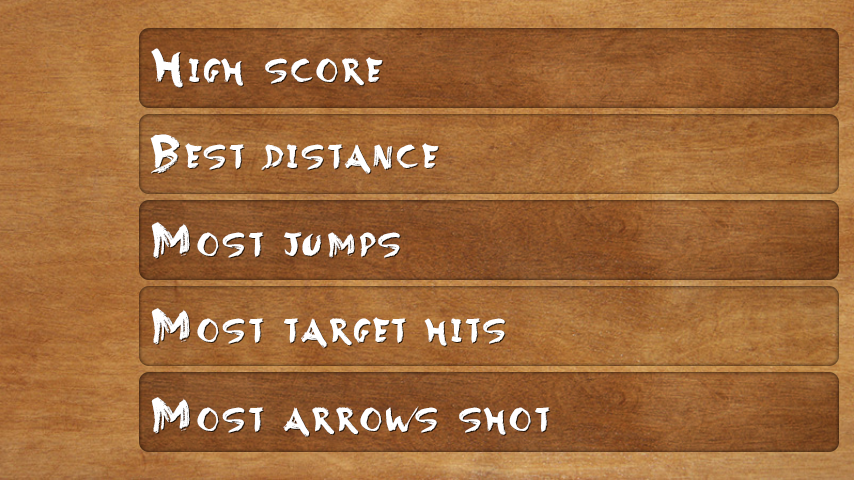 High score
Best distance
Most jumps
Most target hits
Most arrows shot